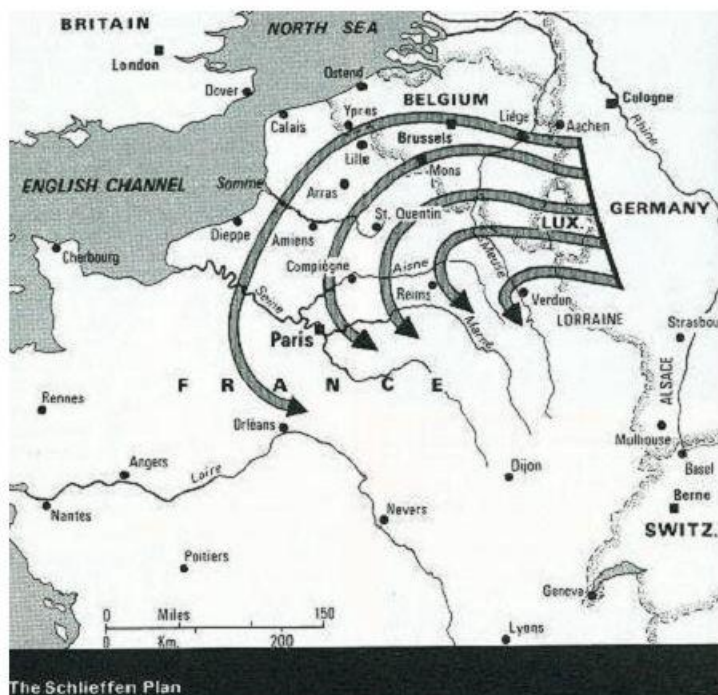 BRITAIN
NORTH SEA
London
Dover
Ostend
Calais
Ypres
BELGIUM
Cologne
Brussels
Liége
Aachen
Rhine
Lille
Mons
ENGLISH CHANNEL
Somme
Arras
GERMANY
St. Quentin
LUX.
Dieppe
Amiens
Cherbourg
Compiègne
Aisne
Meuse
Reims
Verdun
Seine
LORRAINE
Marne
Paris
Strasbou
FRANCE
ALSACE
Rennes
Orléans
Mulhouse
Angers
Loire
Dijon
Basel
Berne
Nantes
Nevers
SWITZ.
Poitiers
Geneva
0 Miles 150
0 Km. 200
Lyons
The Schlieffen Plan